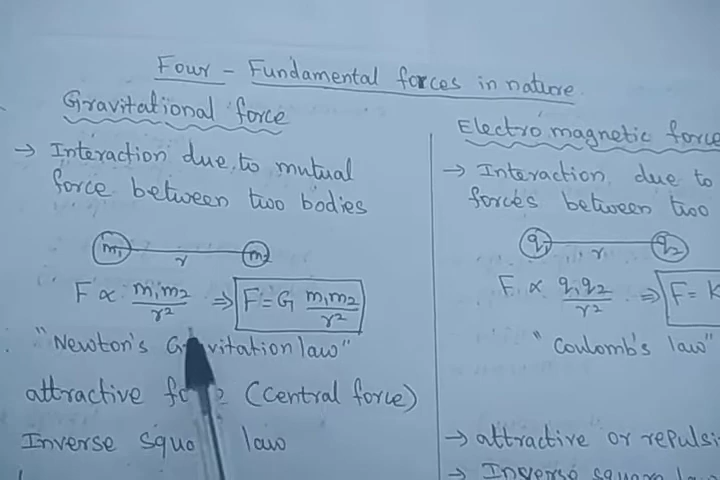 Four - Fundamental forces in nature.
Gravitational force
→ Interaction due to mutual
force between two bodies
m1 r m2
F ∝ m1m2/r² ⇒ F = G m1m2/r²
"Newton's Gravitation law"
attractive (Central force)
Inverse law
Electro magnetic force
→ Interaction due to
forces between two
q1 r q2
F ∝ q1q2/r² ⇒ F = K
"Coulomb's law"
→ attractive or repulsi
→ Inverse square